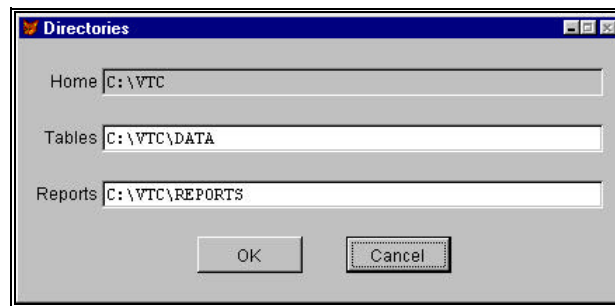 Directories
Home C:\VTC
Tables C:\VTC\DATA
Reports C:\VTC\REPORTS
OK Cancel